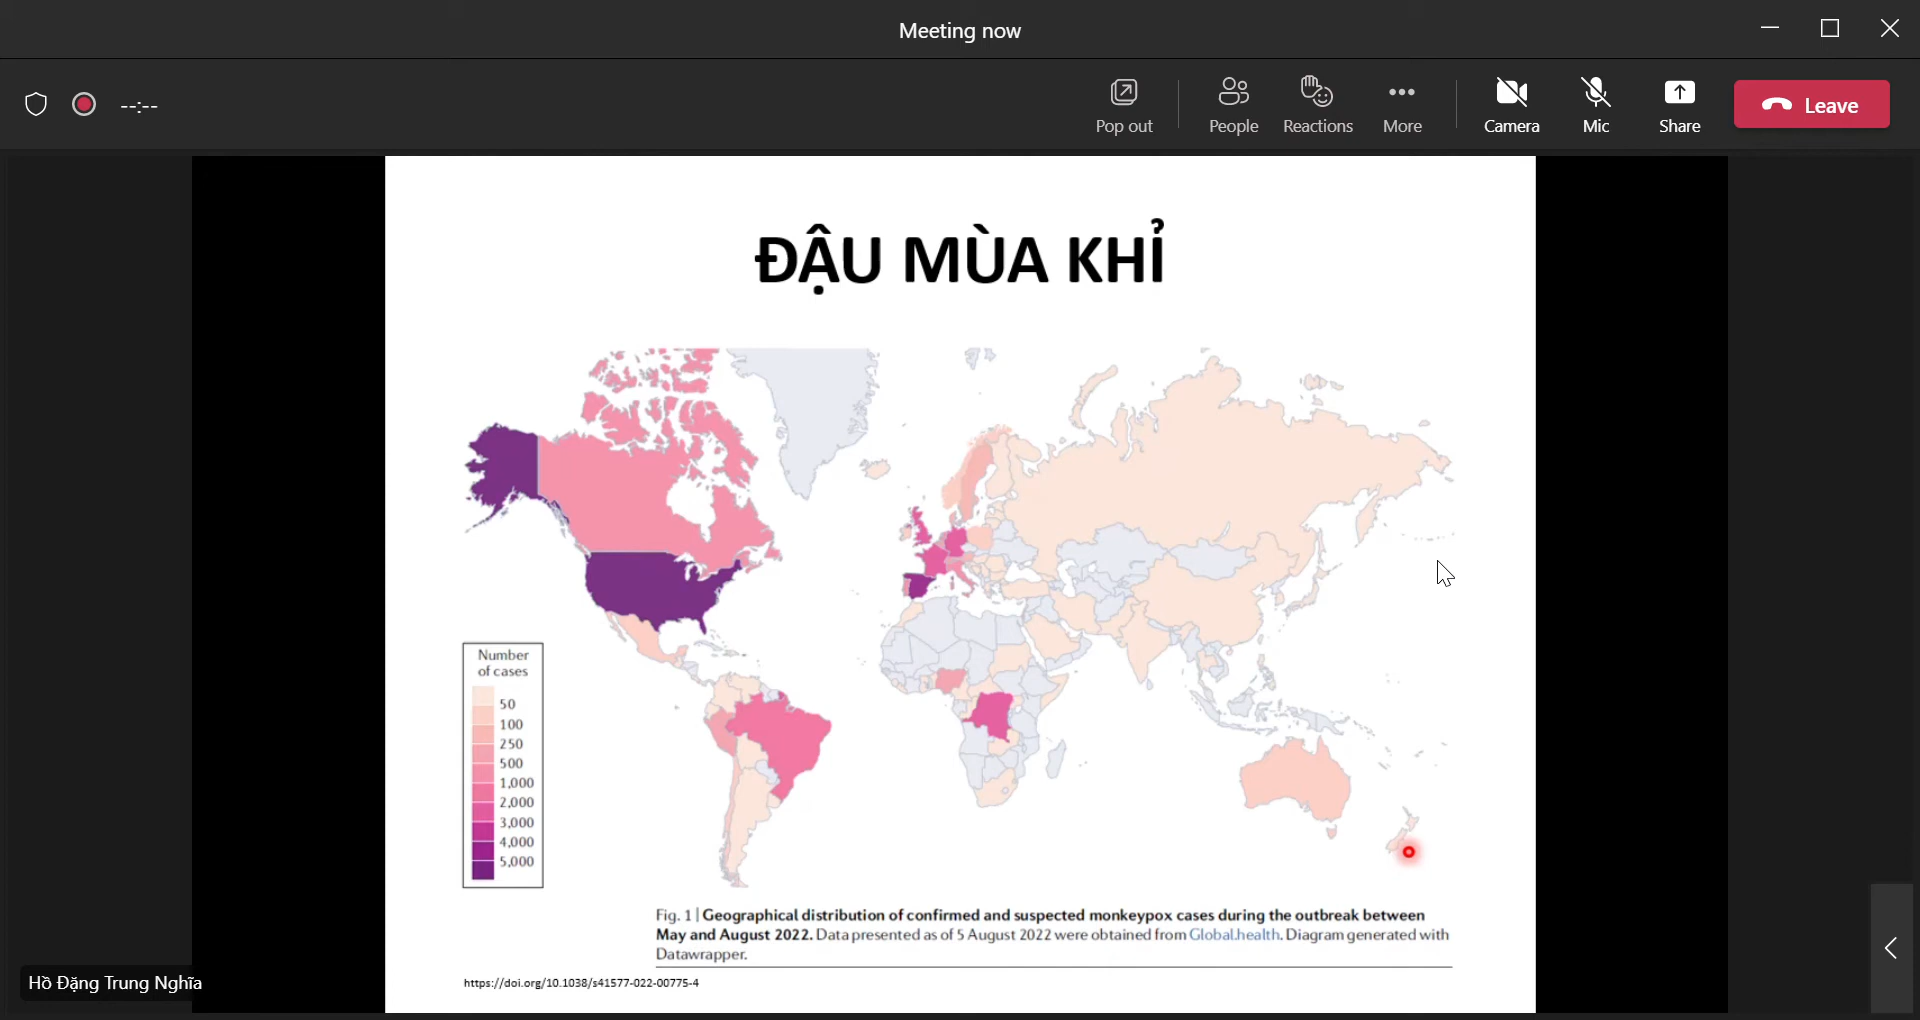 Meeting now
--:--
Pop out
People
Reactions
More
Camera
Mic
Share
Leave
ĐẬU MÙA KHỈ
Number
of cases
50
100
250
500
1,000
2,000
3,000
4,000
5,000
Fig. 1 | Geographical distribution of confirmed and suspected monkeypox cases during the outbreak between
May and August 2022. Data presented as of 5 August 2022 were obtained from Global.health. Diagram generated with
Datawrapper.
https://doi.org/10.1038/s41577-022-00775-4
Hồ Đặng Trung Nghĩa